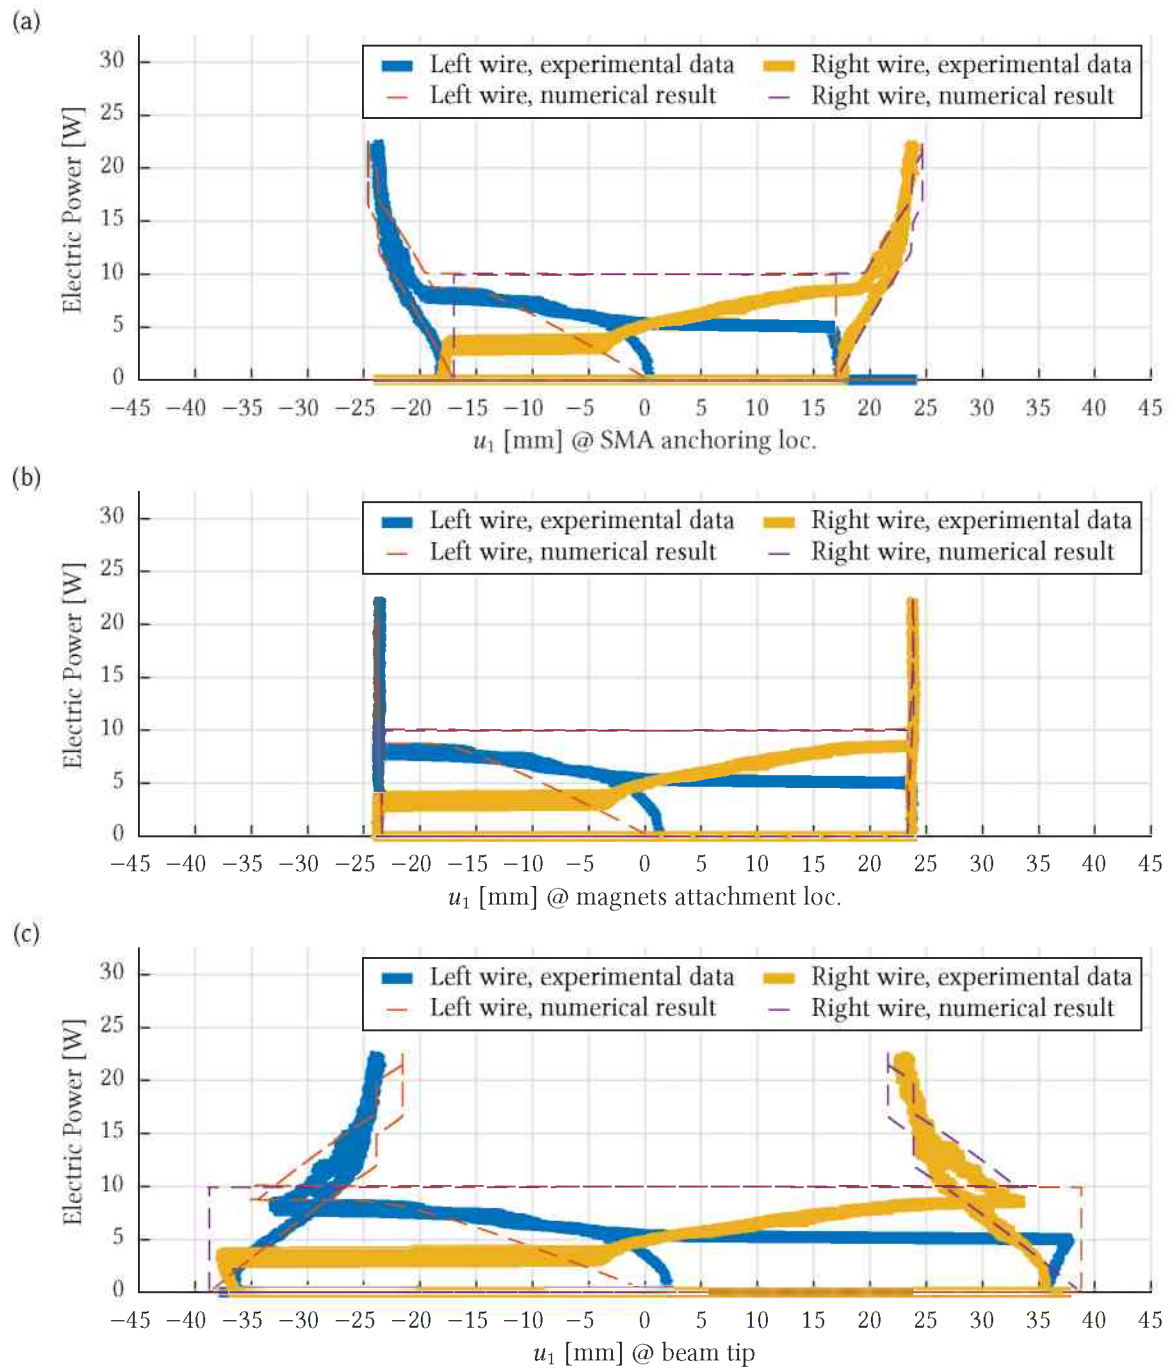 (a)
Electric Power [W]
30
25
20
15
10
5
0
Left wire, experimental data Right wire, experimental data
Left wire, numerical result Right wire, numerical result
−45 −40 −35 −30 −25 −20 −15 −10 −5 0 5 10 15 20 25 30 35 40 45
u₁ [mm] @ SMA anchoring loc.
(b)
Electric Power [W]
30
25
20
15
10
5
0
Left wire, experimental data Right wire, experimental data
Left wire, numerical result Right wire, numerical result
−45 −40 −35 −30 −25 −20 −15 −10 −5 0 5 10 15 20 25 30 35 40 45
u₁ [mm] @ magnets attachment loc.
(c)
Electric Power [W]
30
25
20
15
10
5
0
Left wire, experimental data Right wire, experimental data
Left wire, numerical result Right wire, numerical result
−45 −40 −35 −30 −25 −20 −15 −10 −5 0 5 10 15 20 25 30 35 40 45
u₁ [mm] @ beam tip